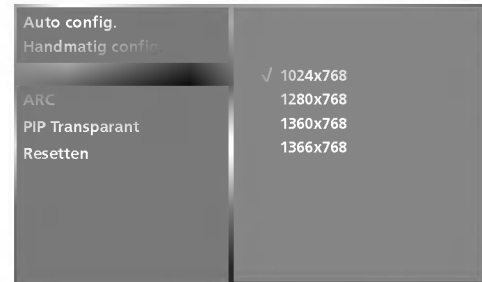 Auto config.
Handmatig config.
ARC
PIP Transparant
Resetten
√ 1024x768
1280x768
1360x768
1366x768